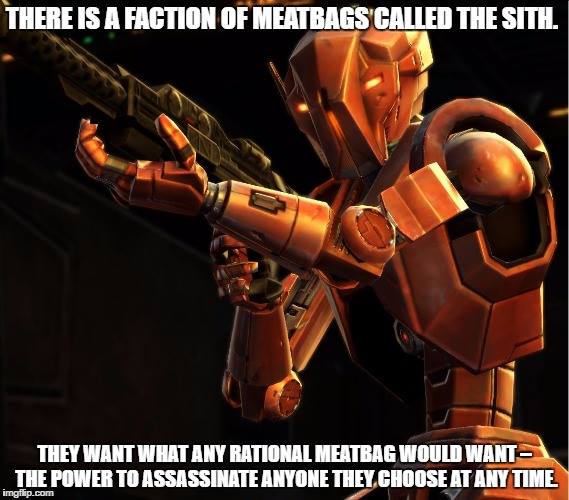 THERE IS A FACTION OF MEATBAGS CALLED THE SITH.
THEY WANT WHAT ANY RATIONAL MEATBAG WOULD WANT –
THE POWER TO ASSASSINATE ANYONE THEY CHOOSE AT ANY TIME.
imgflip.com